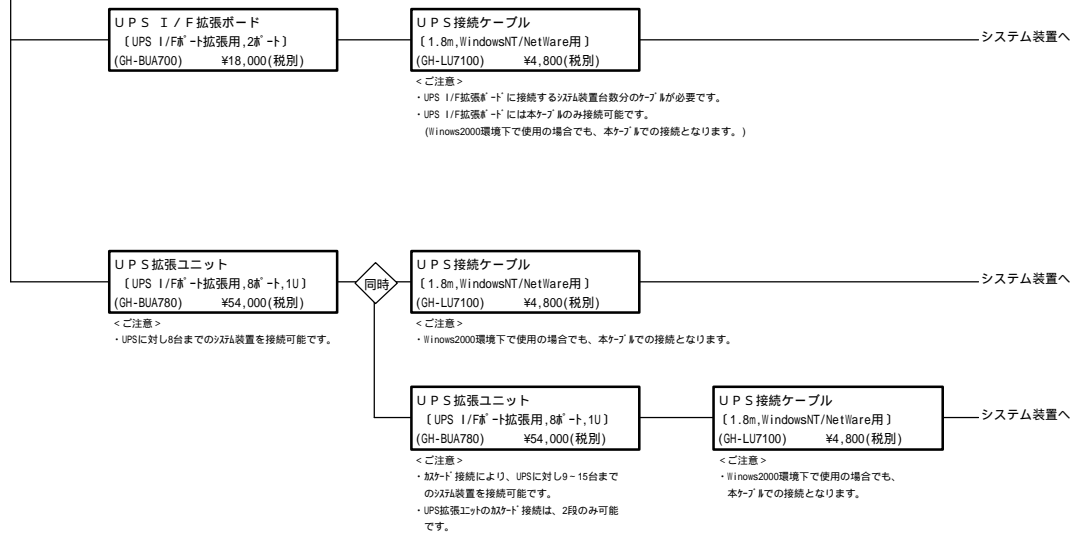 UPS I/F拡張ボード
〔UPS I/Fﾎﾟｰﾄ拡張用,2ﾎﾟｰﾄ〕
(GH-BUA700) ¥18,000(税別)
UPS接続ケーブル
〔1.8m,WindowsNT/NetWare用〕
(GH-LU7100) ¥4,800(税別)
システム装置へ
<ご注意>
・UPS I/F拡張ﾎﾞｰﾄﾞに接続するｼｽﾃﾑ装置台数分のｹｰﾌﾞﾙが必要です。
・UPS I/F拡張ﾎﾞｰﾄﾞには本ｹｰﾌﾞﾙのみ接続可能です。
(Winows2000環境下で使用の場合でも、本ｹｰﾌﾞﾙでの接続となります。)
UPS拡張ユニット
〔UPS I/Fﾎﾟｰﾄ拡張用,8ﾎﾟｰﾄ,1U〕
(GH-BUA780) ¥54,000(税別)
<ご注意>
・UPSに対し8台までのｼｽﾃﾑ装置を接続可能です。
同時
UPS接続ケーブル
〔1.8m,WindowsNT/NetWare用〕
(GH-LU7100) ¥4,800(税別)
システム装置へ
<ご注意>
・Winows2000環境下で使用の場合でも、本ｹｰﾌﾞﾙでの接続となります。
UPS拡張ユニット
〔UPS I/Fﾎﾟｰﾄ拡張用,8ﾎﾟｰﾄ,1U〕
(GH-BUA780) ¥54,000(税別)
<ご注意>
・ｶｽｹｰﾄﾞ接続により、UPSに対し9~15台まで
のｼｽﾃﾑ装置を接続可能です。
・UPS拡張ﾕﾆｯﾄのｶｽｹｰﾄﾞ接続は、2段のみ可能
です。
UPS接続ケーブル
〔1.8m,WindowsNT/NetWare用〕
(GH-LU7100) ¥4,800(税別)
システム装置へ
<ご注意>
・Winows2000環境下で使用の場合でも、
本ｹｰﾌﾞﾙでの接続となります。